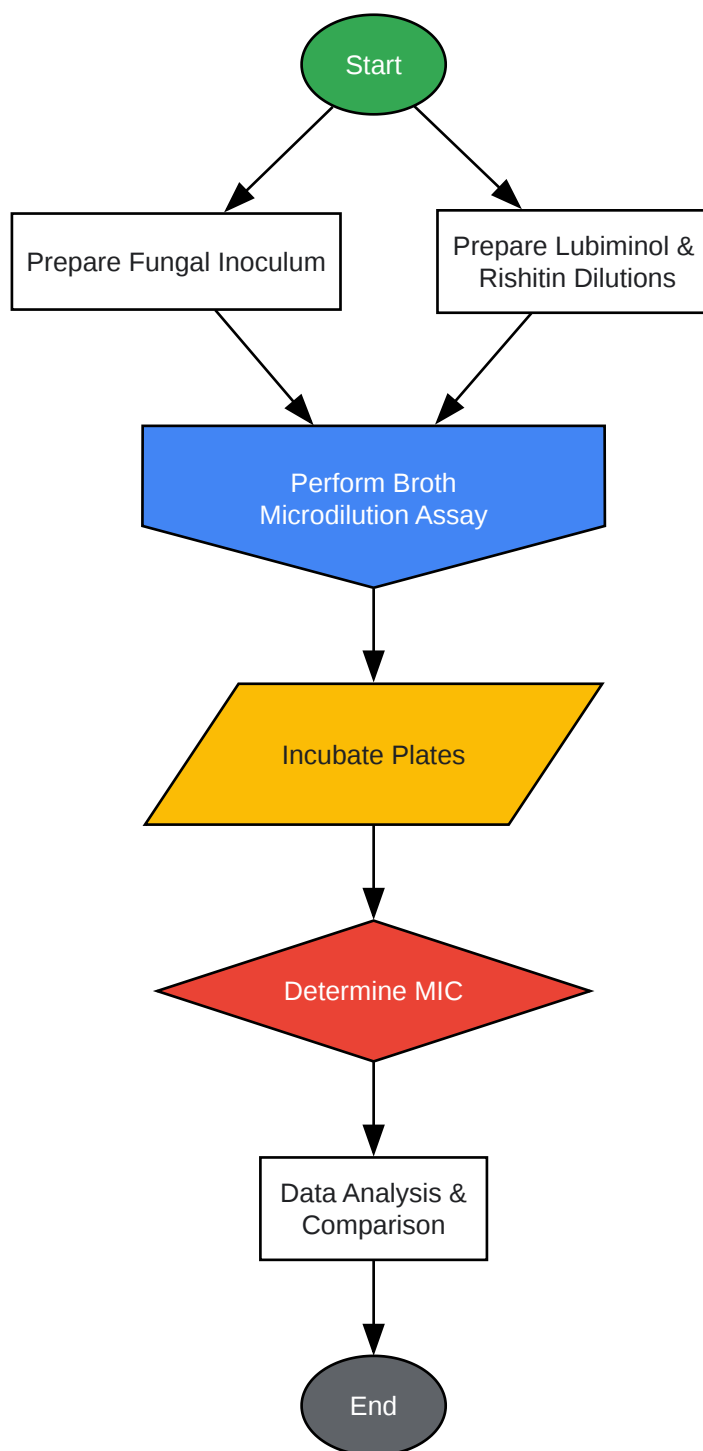 Start
Prepare Fungal Inoculum
Prepare Lubiminol &
Rishitin Dilutions
Perform Broth
Microdilution Assay
Incubate Plates
Determine MIC
Data Analysis &
Comparison
End